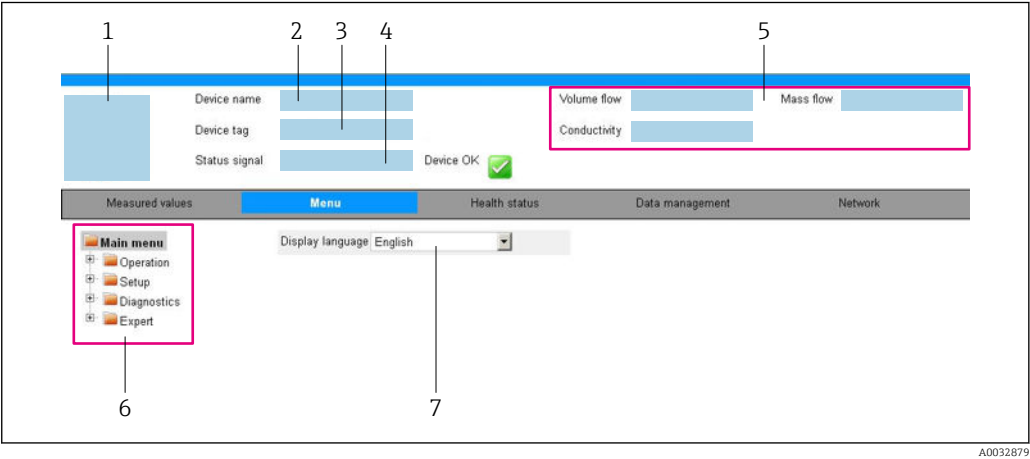 1 2 3 4 5
Device name Volume flow Mass flow
Device tag Conductivity
Status signal Device OK
Measured values Menu Health status Data management Network
Main menu Display language English
Operation
Setup
Diagnostics
Expert
6 7
A0032879